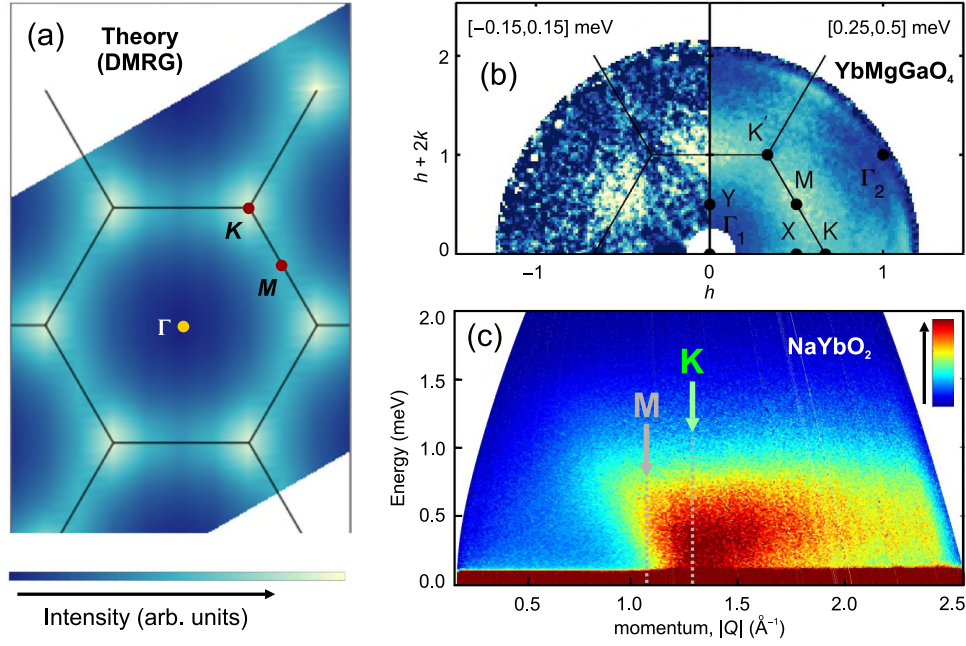 (a)
Theory
(DMRG)
K
M
Γ
Intensity (arb. units)
[−0.15,0.15] meV
[0.25,0.5] meV
(b)
YbMgGaO4
2
1
0
h + 2k
K′
M
Y
Γ1
Γ2
X
K
−1
0
1
h
(c)
NaYbO2
K
M
2.0
1.5
1.0
0.5
0.0
Energy (meV)
0.5
1.0
1.5
2.0
2.5
momentum, |Q| (Å−1)